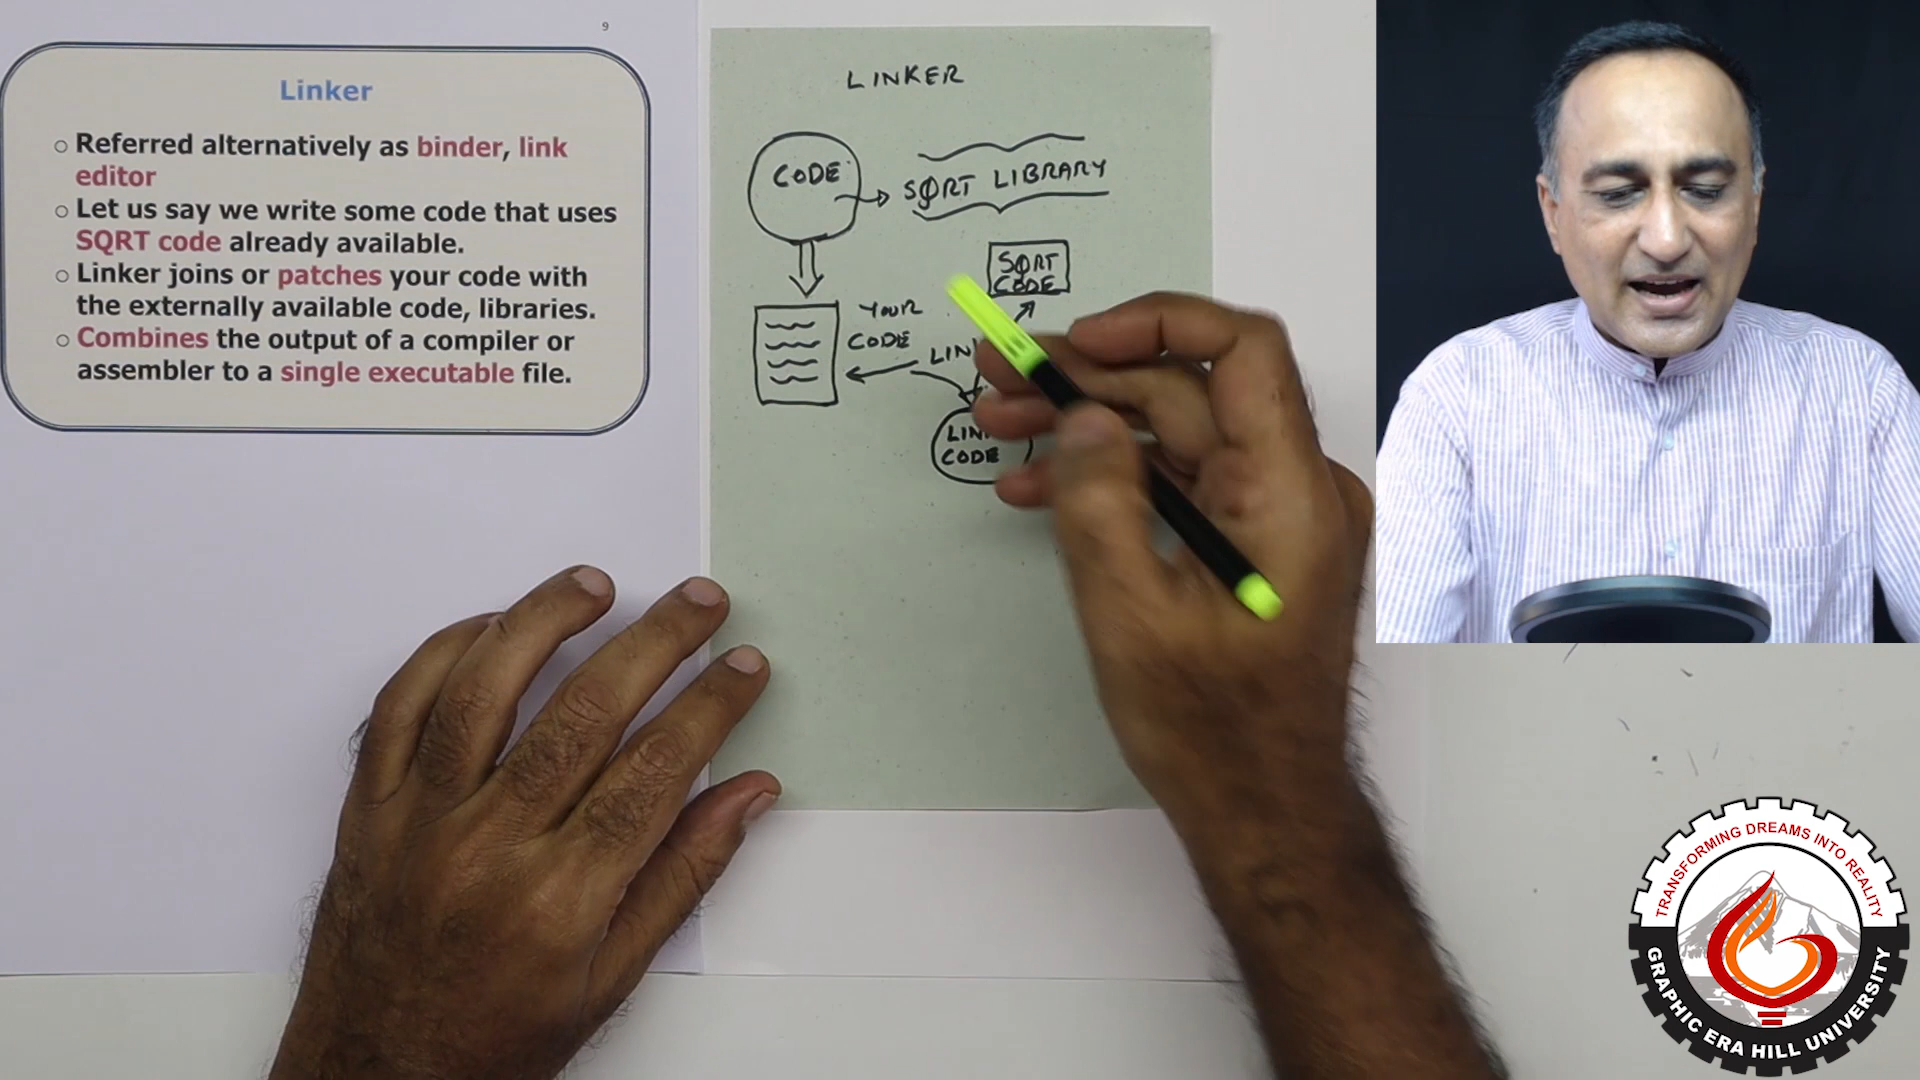 9
Linker
○ Referred alternatively as binder, link
editor
○ Let us say we write some code that uses
SQRT code already available.
○ Linker joins or patches your code with
the externally available code, libraries.
○ Combines the output of a compiler or
assembler to a single executable file.
LINKER
CODE
SQRT LIBRARY
SQRT
CODE
YOUR
CODE
CODE
TRANSFORMING DREAMS INTO REALITY
GRAPHIC ERA HILL UNIVERSITY